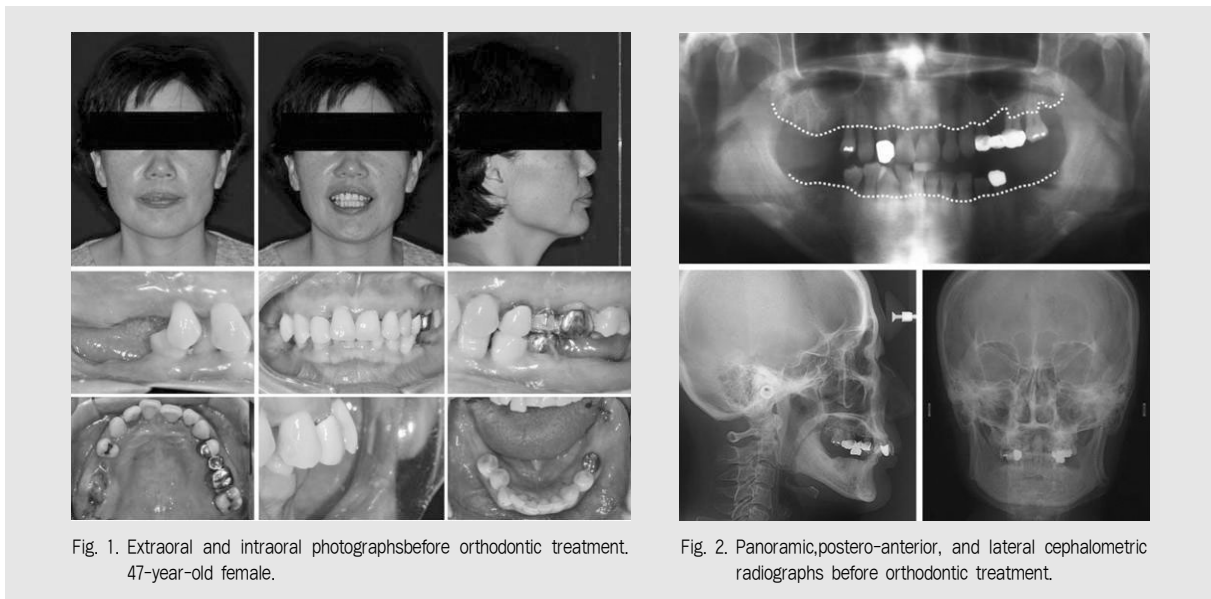 Fig. 1. Extraoral and intraoral photographsbefore orthodontic treatment.
47-year-old female.
Fig. 2. Panoramic,postero-anterior, and lateral cephalometric
radiographs before orthodontic treatment.